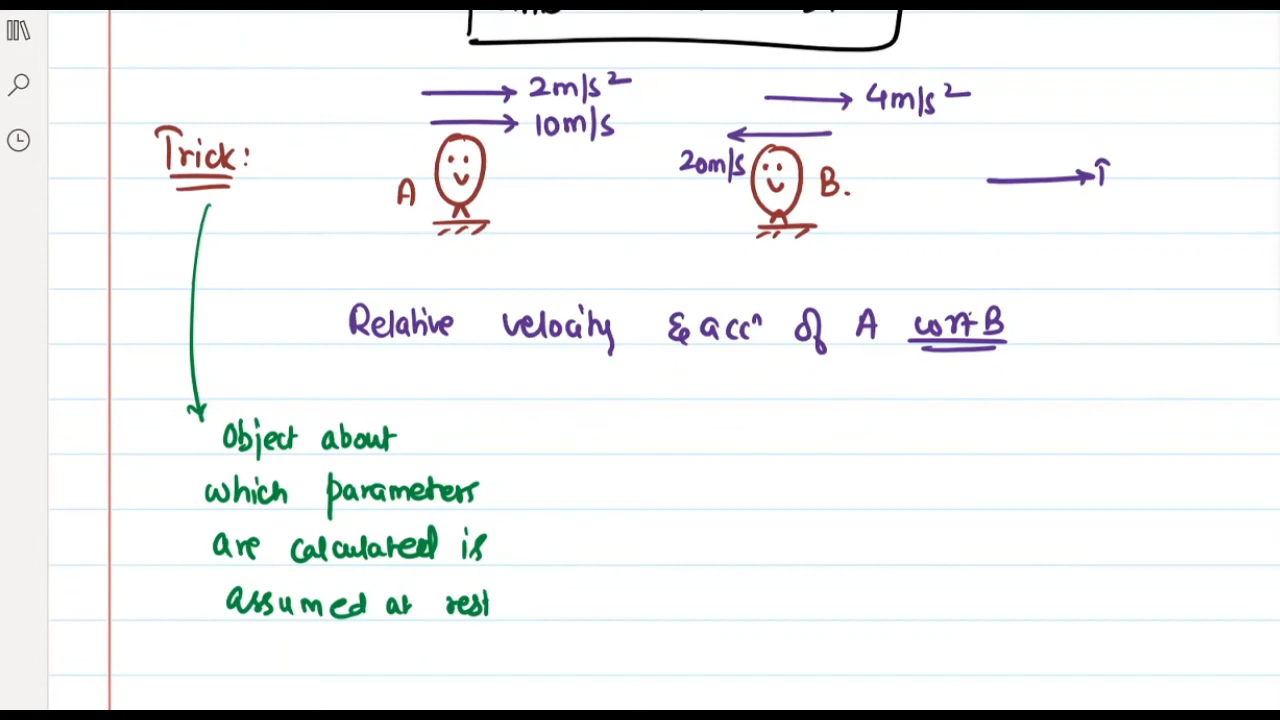 2m/s²
4m/s²
10m/s
Trick:
20m/s
A
B.
î
Relative velocity & accⁿ of A wrt B
Object about
which parameters
are calculated is
assumed at rest